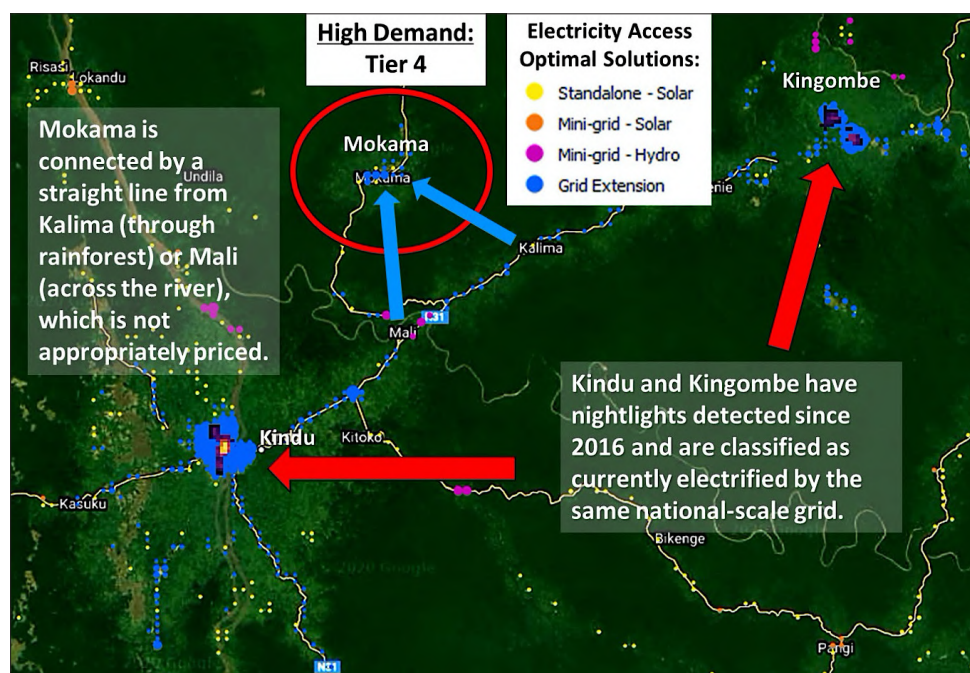 High Demand:
Tier 4
Electricity Access
Optimal Solutions:
Standalone - Solar
Mini-grid - Solar
Mini-grid - Hydro
Grid Extension
Kingombe
Risasi
Lokandu
Mokama is
connected by a
straight line from
Kalima (through
rainforest) or Mali
(across the river),
which is not
appropriately priced.
Undila
Mokama
Mokama
enie
Kalima
Mali
Kindu and Kingombe have
nightlights detected since
2016 and are classified as
currently electrified by the
same national-scale grid.
Kindu
Kitoko
Kasuku
Bikenge
2020 Google
Pangi